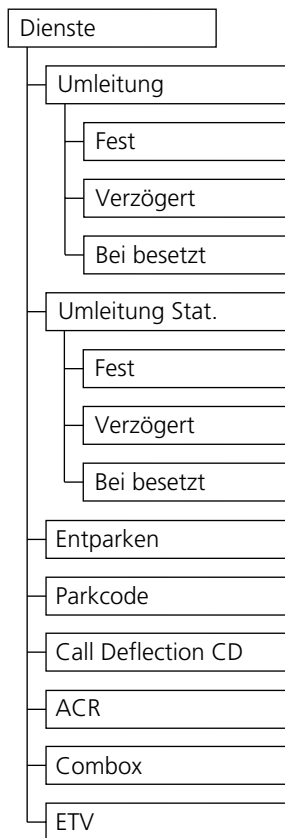 Dienste
Umleitung
Fest
Verzögert
Bei besetzt
Umleitung Stat.
Fest
Verzögert
Bei besetzt
Entparken
Parkcode
Call Deflection CD
ACR
Combox
ETV